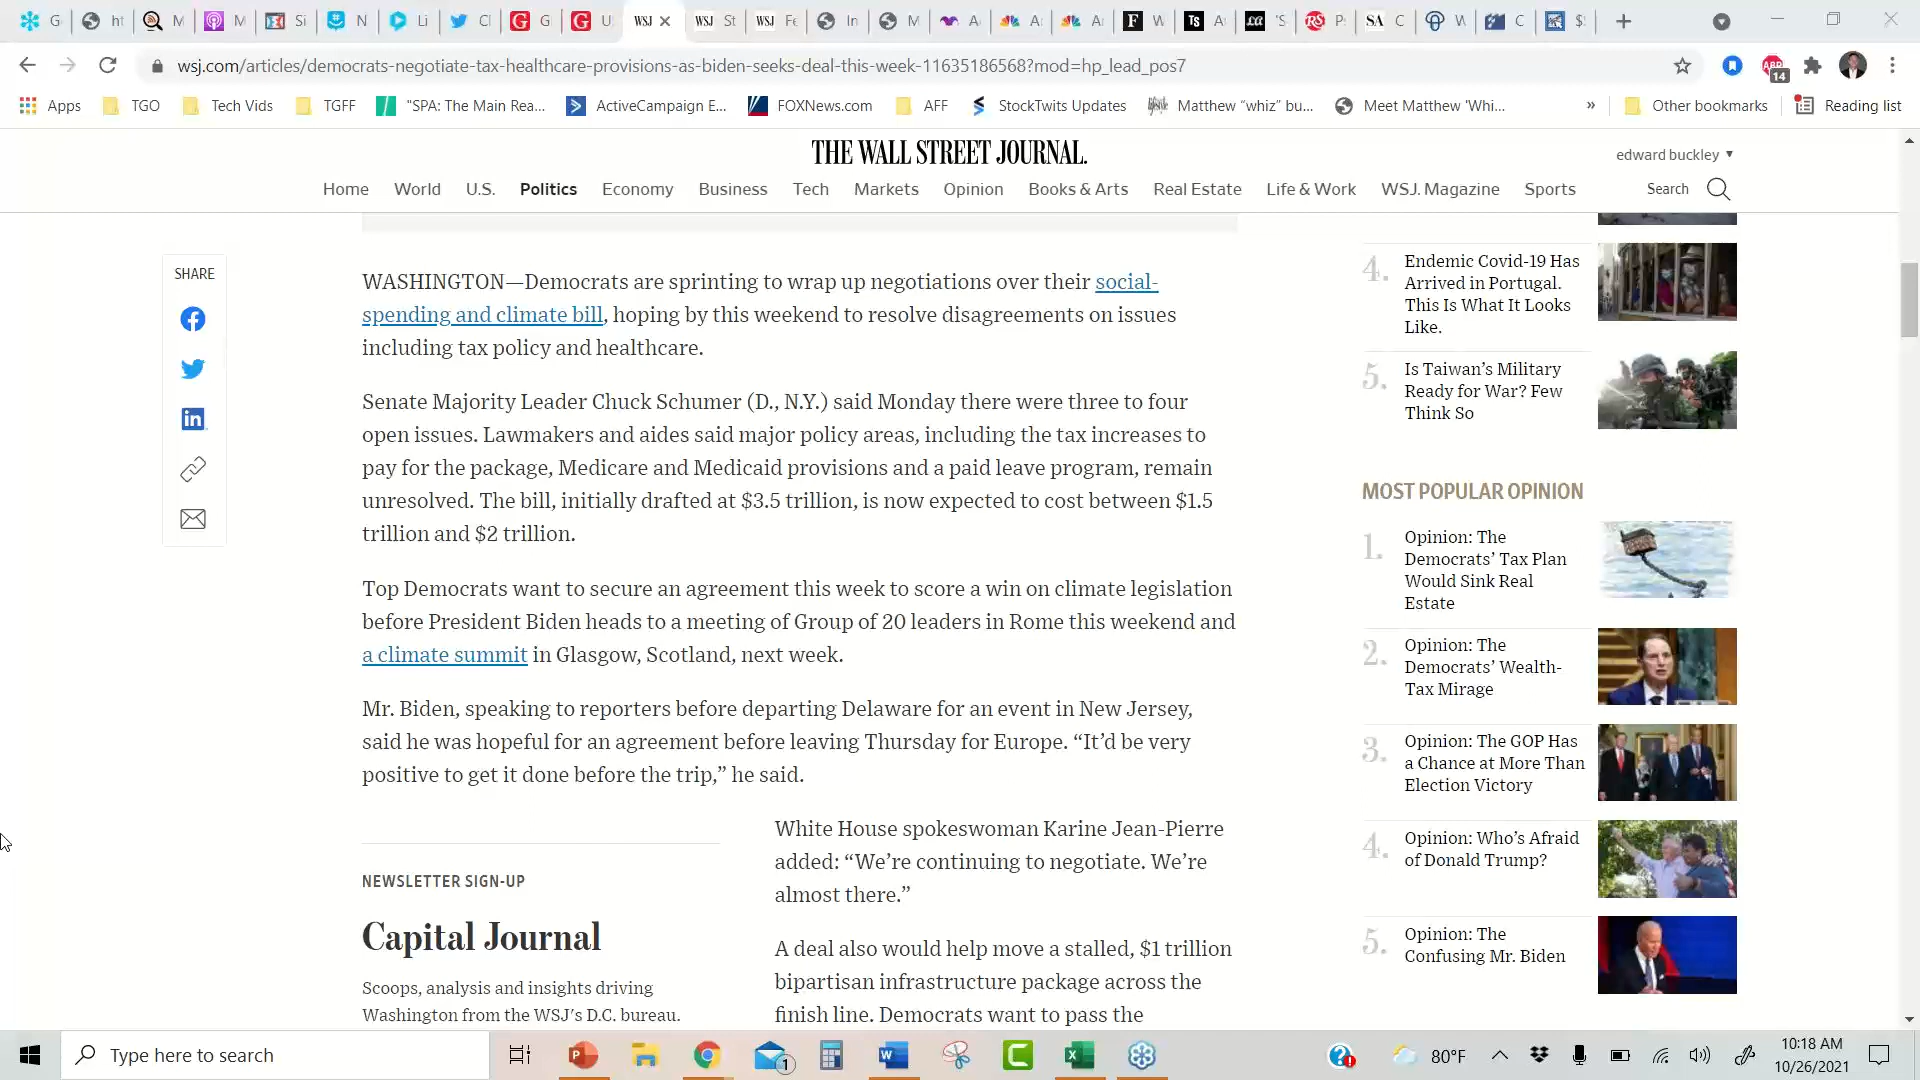 G ht M M Si N Li Cl G G U WSJ St WSJ Fe In M A A A F W Ts A 'S RS P SA C W C $
wsj.com/articles/democrats-negotiate-tax-healthcare-provisions-as-biden-seeks-deal-this-week-11635186568?mod=hp_lead_pos7
14
Apps TGO Tech Vids TGFF "SPA: The Main Rea... ActiveCampaign E... FOXNews.com AFF StockTwits Updates Matthew “whiz” bu... Meet Matthew 'Whi... » Other bookmarks Reading list
THE WALL STREET JOURNAL.
edward buckley
Home World U.S. Politics Economy Business Tech Markets Opinion Books & Arts Real Estate Life & Work WSJ. Magazine Sports Search
SHARE
WASHINGTON—Democrats are sprinting to wrap up negotiations over their social-
spending and climate bill, hoping by this weekend to resolve disagreements on issues
including tax policy and healthcare.
Senate Majority Leader Chuck Schumer (D., N.Y.) said Monday there were three to four
open issues. Lawmakers and aides said major policy areas, including the tax increases to
pay for the package, Medicare and Medicaid provisions and a paid leave program, remain
unresolved. The bill, initially drafted at $3.5 trillion, is now expected to cost between $1.5
trillion and $2 trillion.
Top Democrats want to secure an agreement this week to score a win on climate legislation
before President Biden heads to a meeting of Group of 20 leaders in Rome this weekend and
a climate summit in Glasgow, Scotland, next week.
Mr. Biden, speaking to reporters before departing Delaware for an event in New Jersey,
said he was hopeful for an agreement before leaving Thursday for Europe. “It’d be very
positive to get it done before the trip,” he said.
White House spokeswoman Karine Jean-Pierre
added: “We’re continuing to negotiate. We’re
almost there.”
A deal also would help move a stalled, $1 trillion
bipartisan infrastructure package across the
finish line. Democrats want to pass the
NEWSLETTER SIGN-UP
Capital Journal
Scoops, analysis and insights driving
Washington from the WSJ's D.C. bureau.
4. Endemic Covid-19 Has
Arrived in Portugal.
This Is What It Looks
Like.
5. Is Taiwan’s Military
Ready for War? Few
Think So
MOST POPULAR OPINION
1. Opinion: The
Democrats’ Tax Plan
Would Sink Real
Estate
2. Opinion: The
Democrats’ Wealth-
Tax Mirage
3. Opinion: The GOP Has
a Chance at More Than
Election Victory
4. Opinion: Who’s Afraid
of Donald Trump?
5. Opinion: The
Confusing Mr. Biden
Type here to search
1
80°F
10:18 AM
10/26/2021